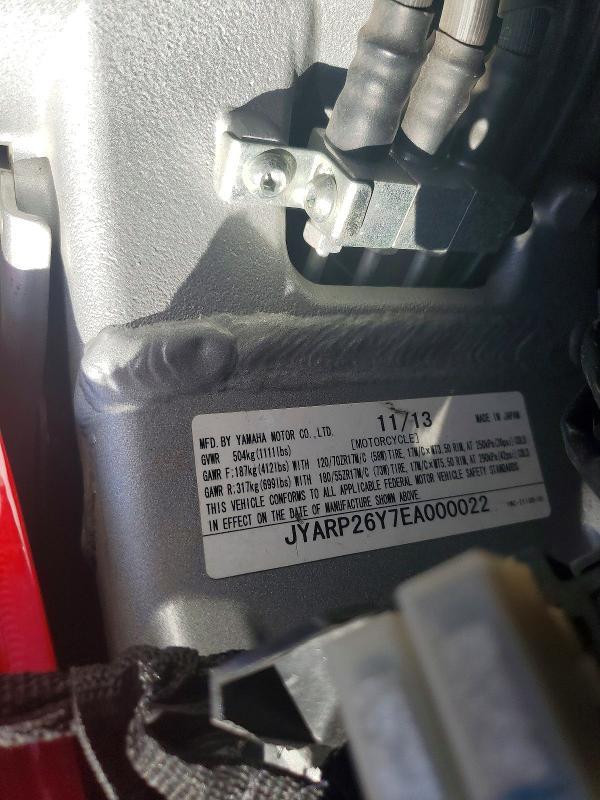 MFD. BY YAMAHA MOTOR CO.,LTD. 11/13 MADE IN JAPAN
GVWR 504kg(1111lbs) [MOTORCYCLE]
GAWR F:187kg(412lbs) WITH 120/70ZR17M/C (58W) TIRE, 17M/C×MT3.50 RIM, AT 250kPa(36psi) COLD
GAWR R:317kg(699lbs) WITH 180/55ZR17M/C (73W) TIRE, 17M/C×MT5.50 RIM, AT 290kPa(42psi) COLD
THIS VEHICLE CONFORMS TO ALL APPLICABLE FEDERAL MOTOR VEHICLE SAFETY STANDARDS
IN EFFECT ON THE DATE OF MANUFACTURE SHOWN ABOVE.
JYARP26Y7EA000022